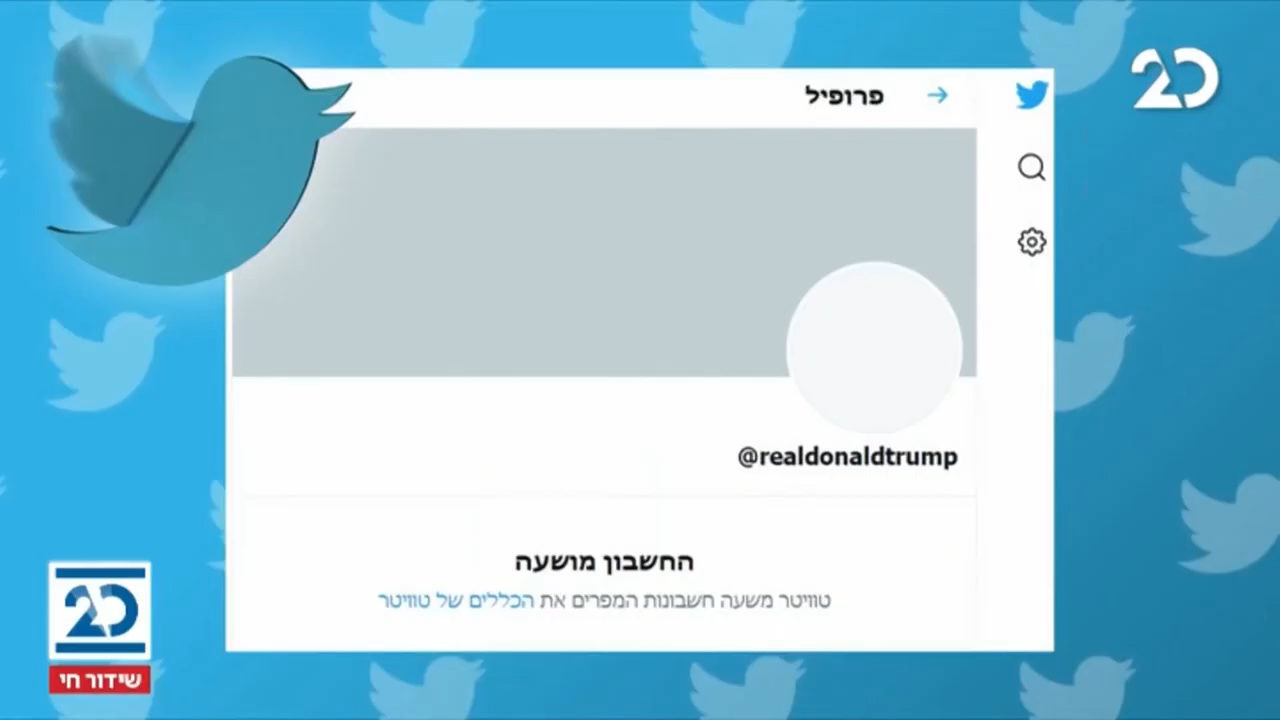 20
פרופיל
@realdonaldtrump
החשבון מושעה
טוויטר משעה חשבונות המפרים את הכללים של טוויטר
20
שידור חי